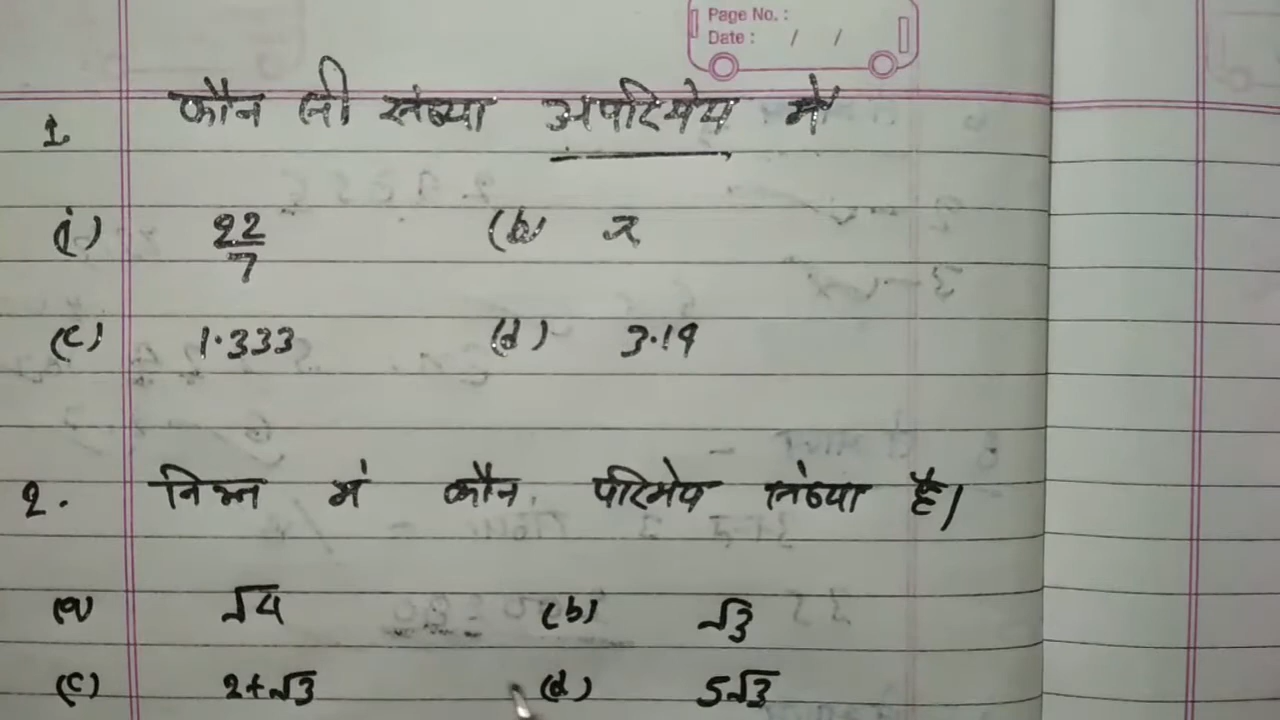 Page No. :
Date : / /
1. कौन सी संख्या अपरिमेय में
(i) 22/7 (b) π
(c) 1.333 (d) 3.14
2. निम्न में कौन परिमेय संख्या है।
(a) √4 (b) √3
(c) 2+√3 (d) 5√3